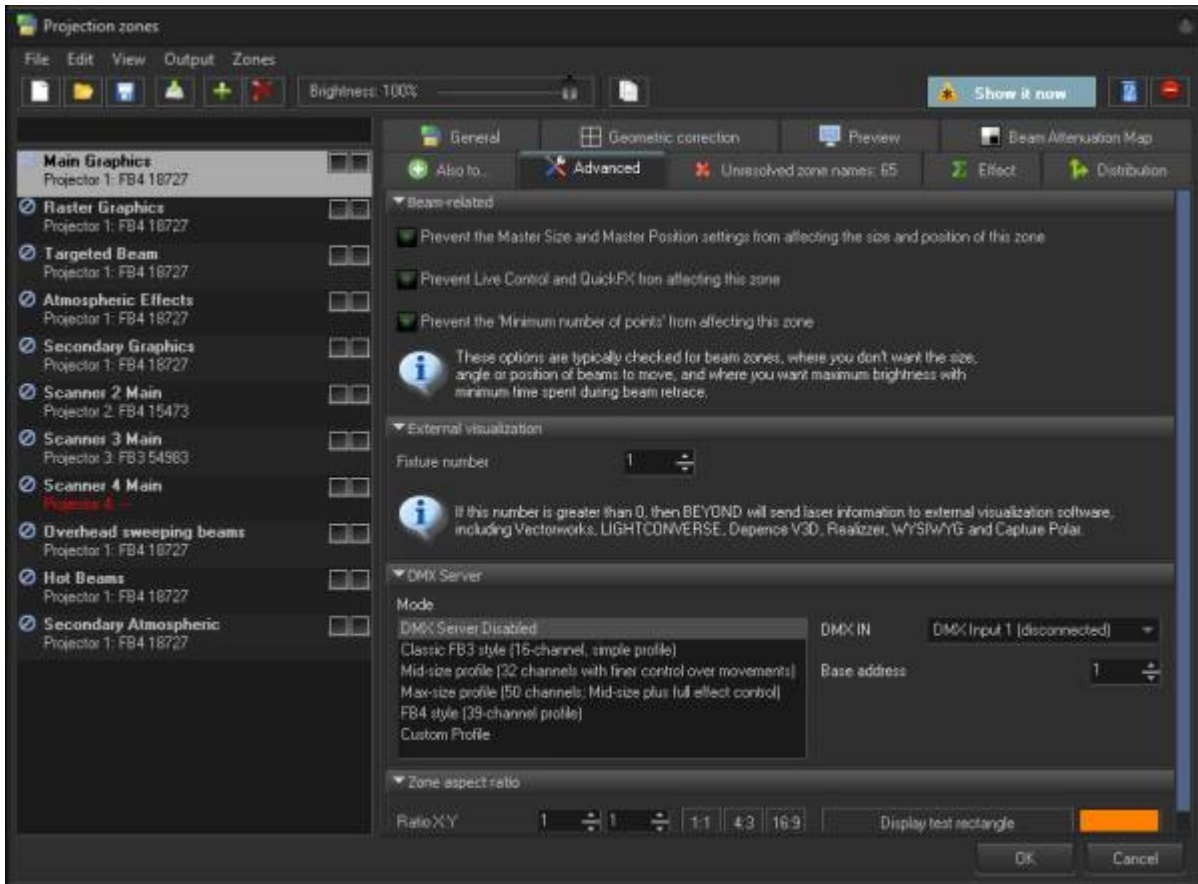 Projection zones
File Edit View Output Zones
Brightness: 100%
Show it now
General Geometric correction Preview Beam Attenuation Map
Also to... Advanced Unresolved zone names: 65 Effect Distribution
Main Graphics
Projector 1: FB4 18727
Raster Graphics
Projector 1: FB4 18727
Targeted Beam
Projector 1: FB4 18727
Atmospheric Effects
Projector 1: FB4 18727
Secondary Graphics
Projector 1: FB4 18727
Scanner 2 Main
Projector 2: FB4 15473
Scanner 3 Main
Projector 3: FB3 54983
Scanner 4 Main
Projector 4: --
Overhead sweeping beams
Projector 1: FB4 18727
Hot Beams
Projector 1: FB4 18727
Secondary Atmospheric
Projector 1: FB4 18727
Beam-related
Prevent the Master Size and Master Position settings from affecting the size and position of this zone
Prevent Live Control and QuickFX from affecting this zone
Prevent the 'Minimum number of points' from affecting this zone
These options are typically checked for beam zones, where you don't want the size,
angle or position of beams to move, and where you want maximum brightness with
minimum time spent during beam retrace.
External visualization
Fixture number 1
If this number is greater than 0, then BEYOND will send laser information to external visualization software,
including Vectorworks, LIGHTCONVERSE, Depence V3D, Realizzer, WYSIWYG and Capture Polar.
DMX Server
Mode
DMX Server Disabled
Classic FB3 style (16-channel, simple profile)
Mid-size profile (32 channels with finer control over movements)
Max-size profile (50 channels; Mid-size plus full effect control)
FB4 style (39-channel profile)
Custom Profile
DMX IN DMX Input 1 (disconnected)
Base address 1
Zone aspect ratio
Ratio X:Y 1 1 1:1 4:3 16:9 Display test rectangle
OK Cancel